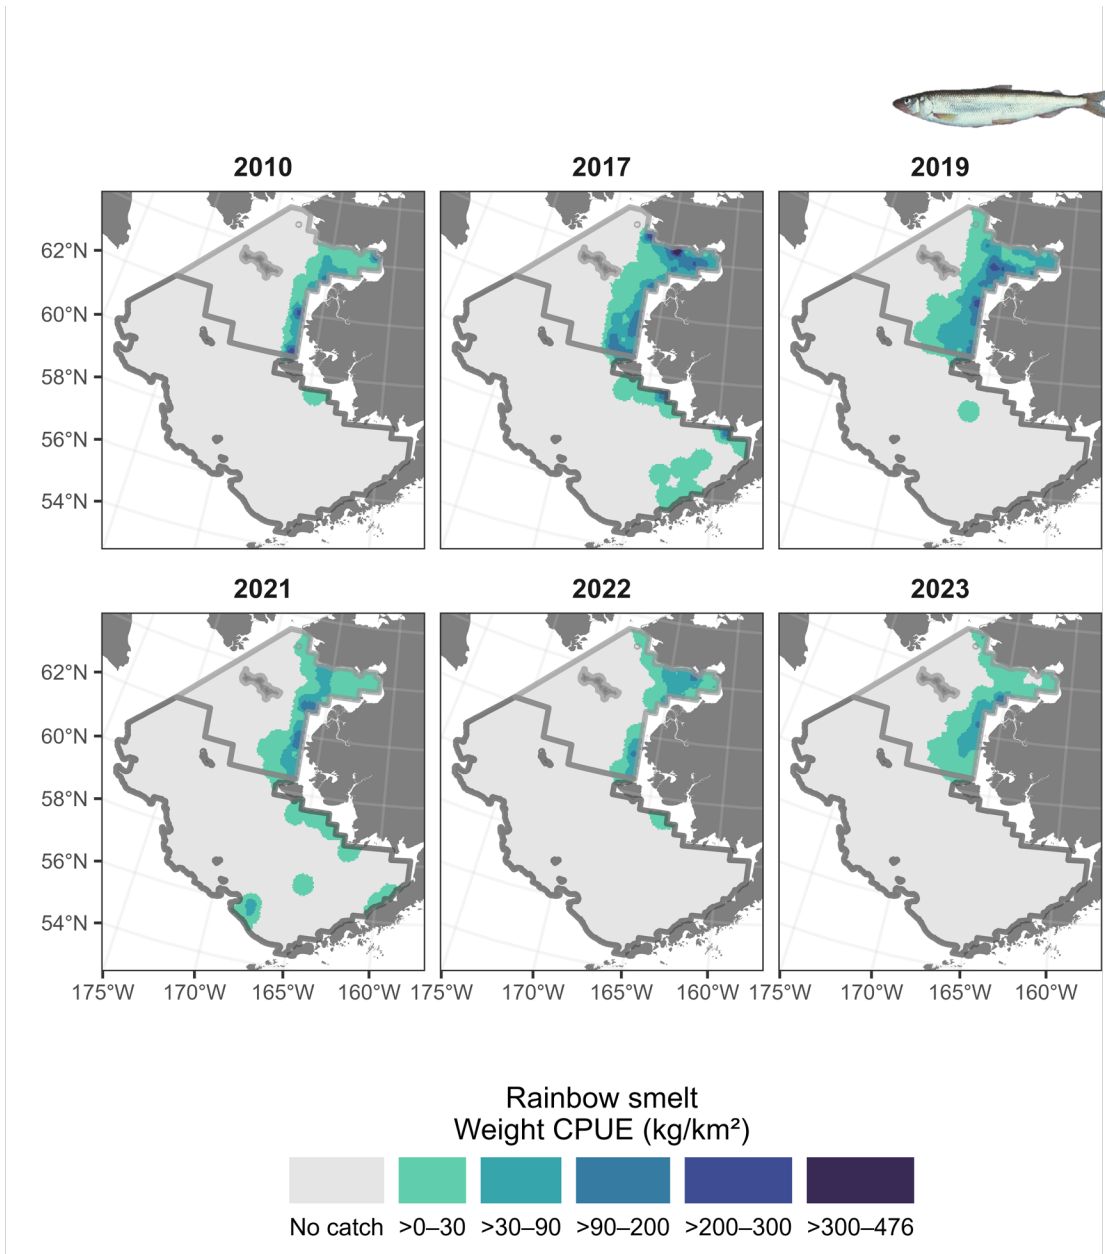 2010 2017 2019
62°N
60°N
58°N
56°N
54°N
2021 2022 2023
62°N
60°N
58°N
56°N
54°N
175°W 170°W 165°W 160°W 175°W 170°W 165°W 160°W 175°W 170°W 165°W 160°W
Rainbow smelt
Weight CPUE (kg/km²)
No catch >0–30 >30–90 >90–200 >200–300 >300–476